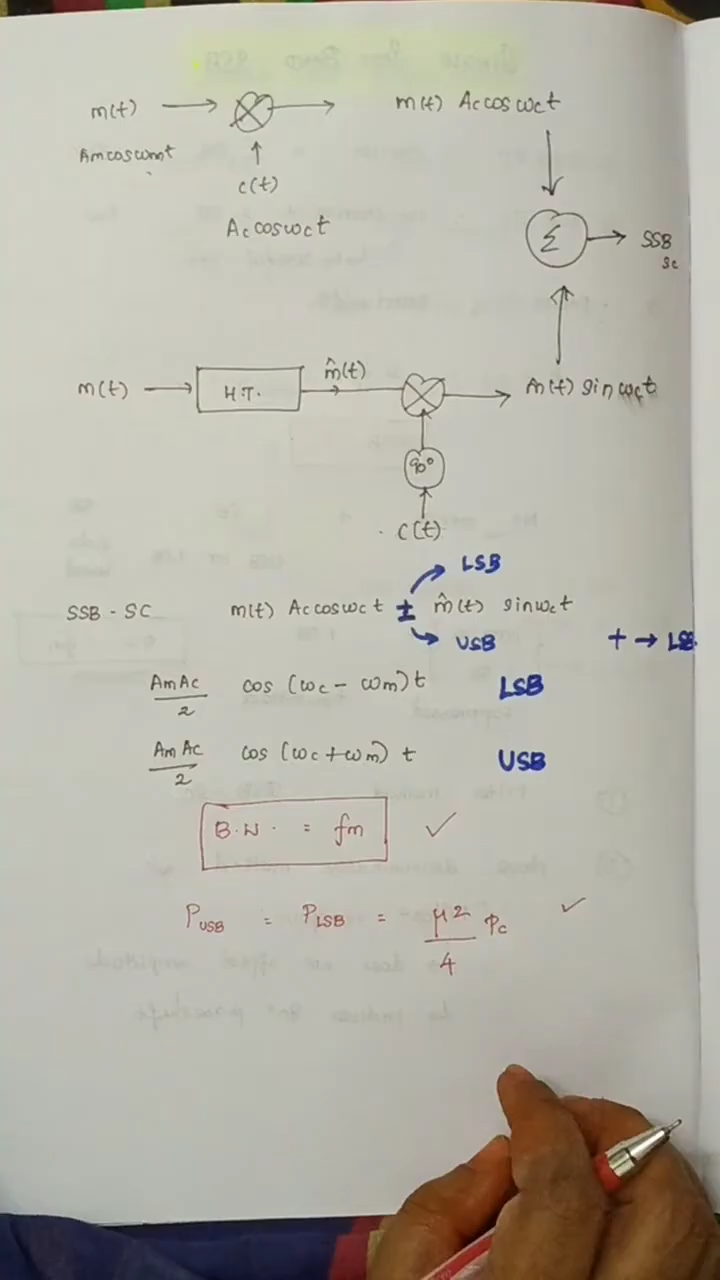 m(t) → ⊗ → m(t) Ac cos ωct
Am cos ωmt
c(t)
Ac cos ωct
Σ → SSB
SC
m(t) → H.T. → m̂(t) → ⊗ → m̂(t) sin ωct
90°
C(t)
LSB
SSB - SC m(t) Ac cos ωct ± m̂(t) sin ωct
USB + → LSB
AmAc/2 cos (ωc - ωm) t LSB
AmAc/2 cos (ωc + ωm) t USB
B.W. = fm ✓
PUSB = PLSB = μ2/4 Pc ✓